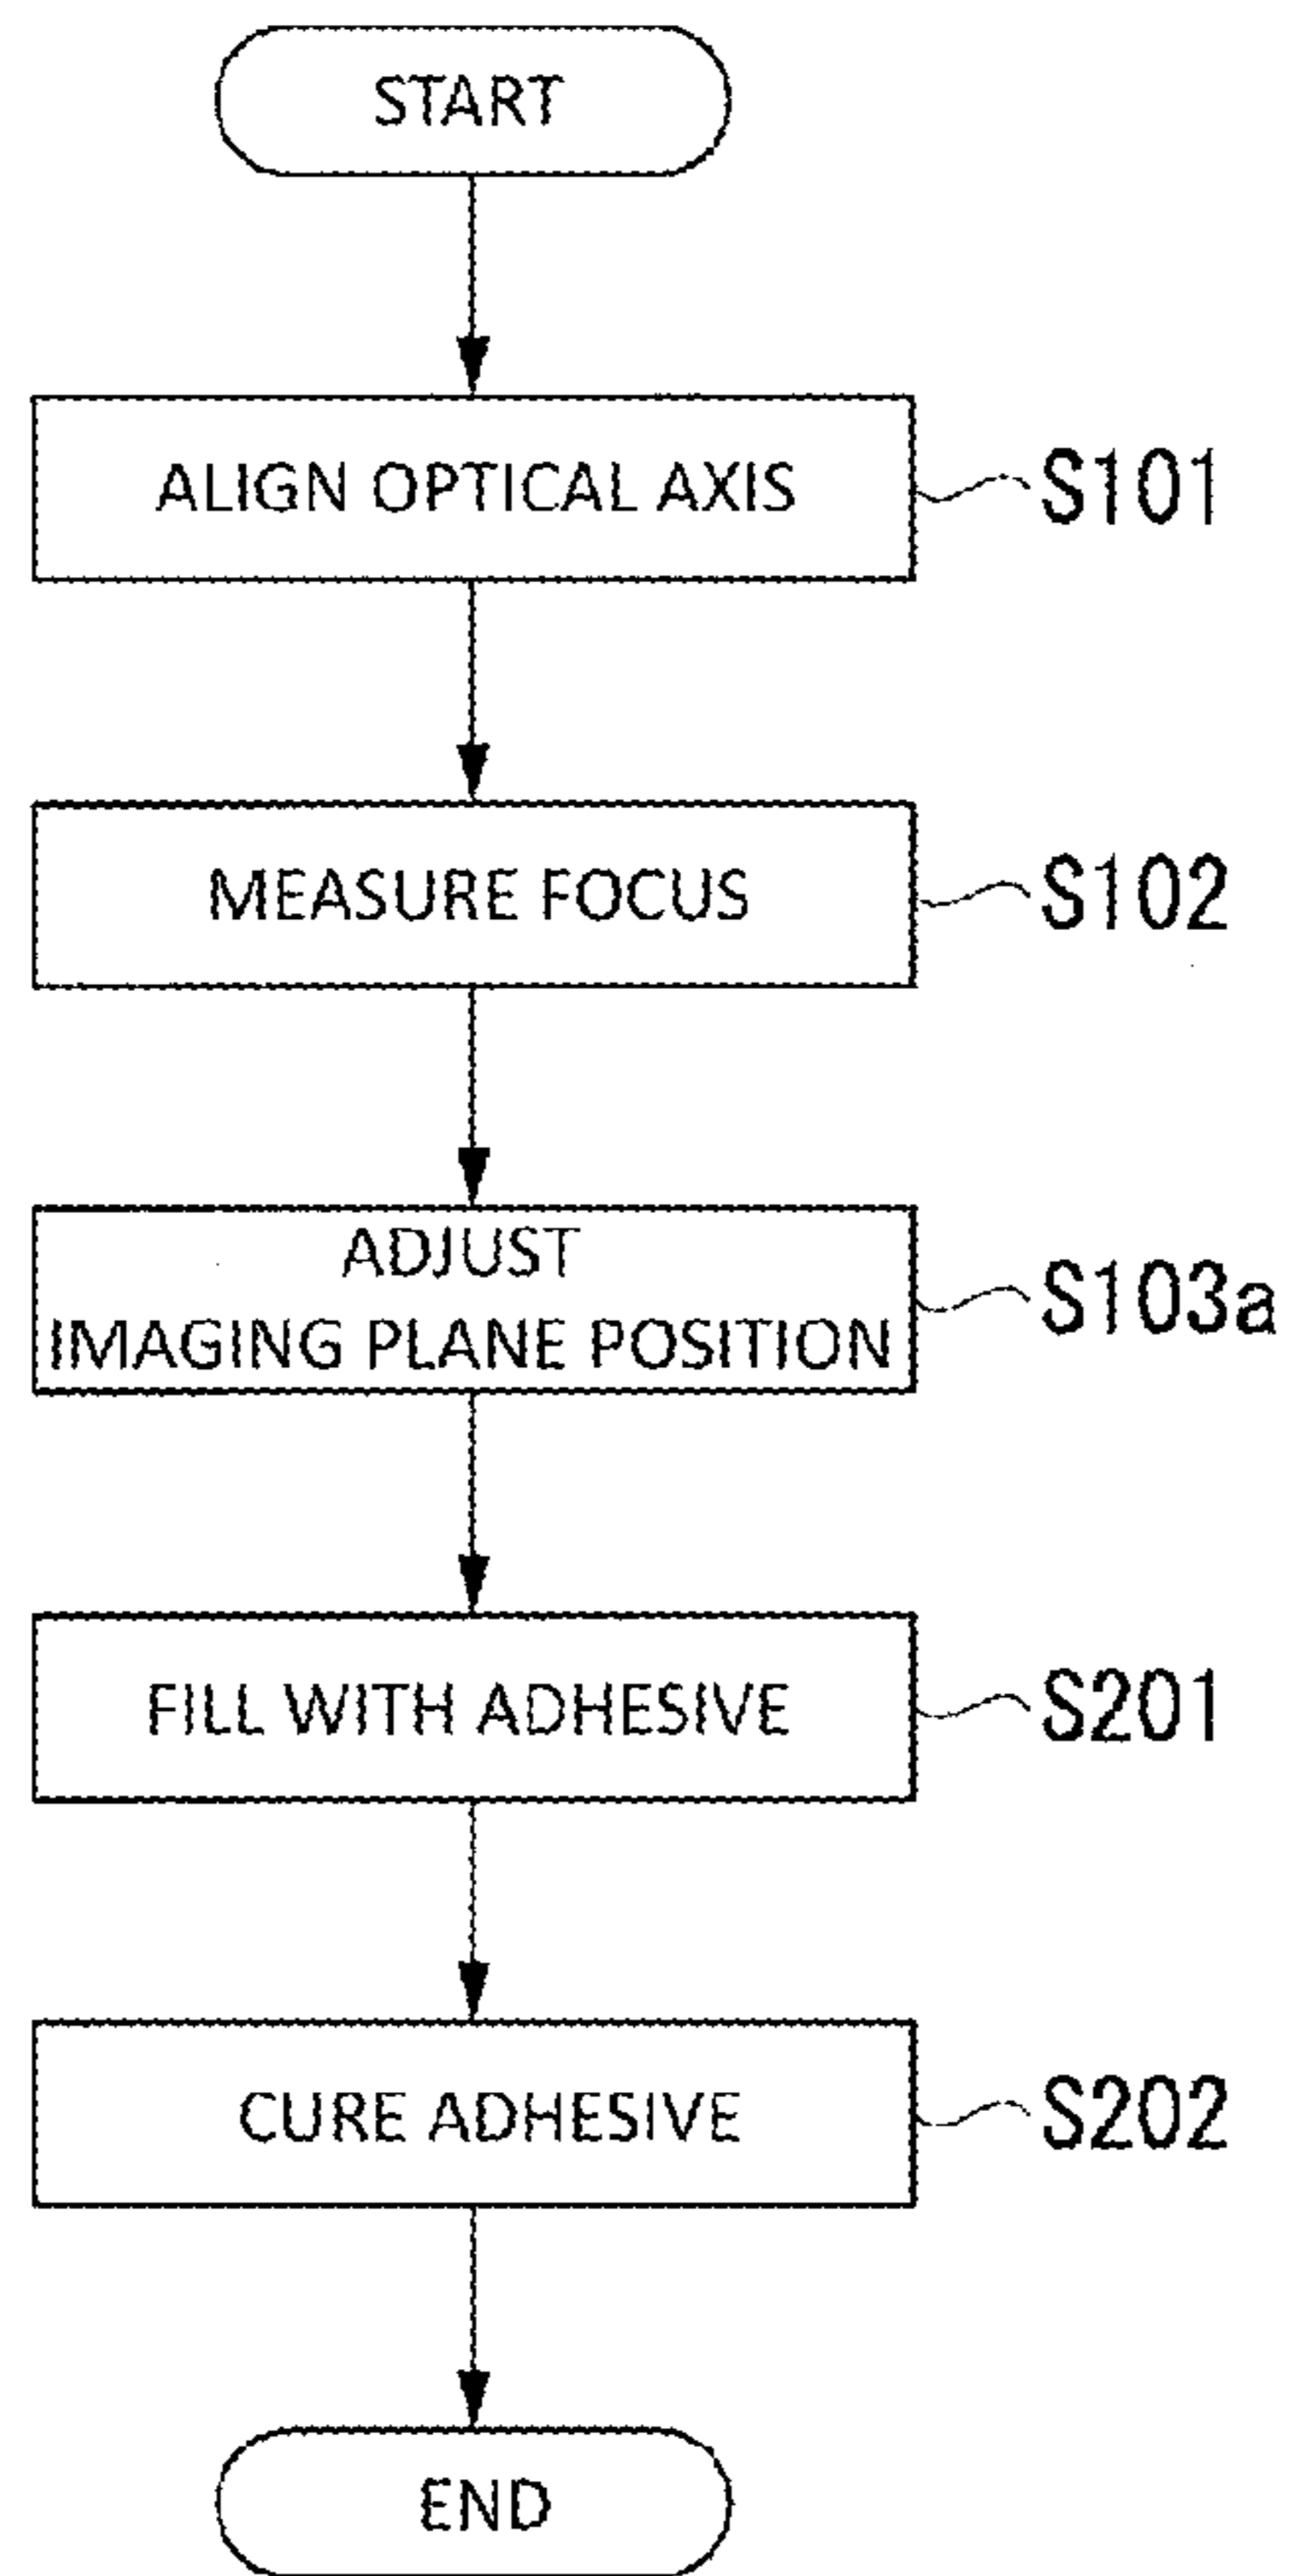 START
ALIGN OPTICAL AXIS
S101
MEASURE FOCUS
S102
ADJUST
IMAGING PLANE POSITION
S103a
FILL WITH ADHESIVE
S201
CURE ADHESIVE
S202
END